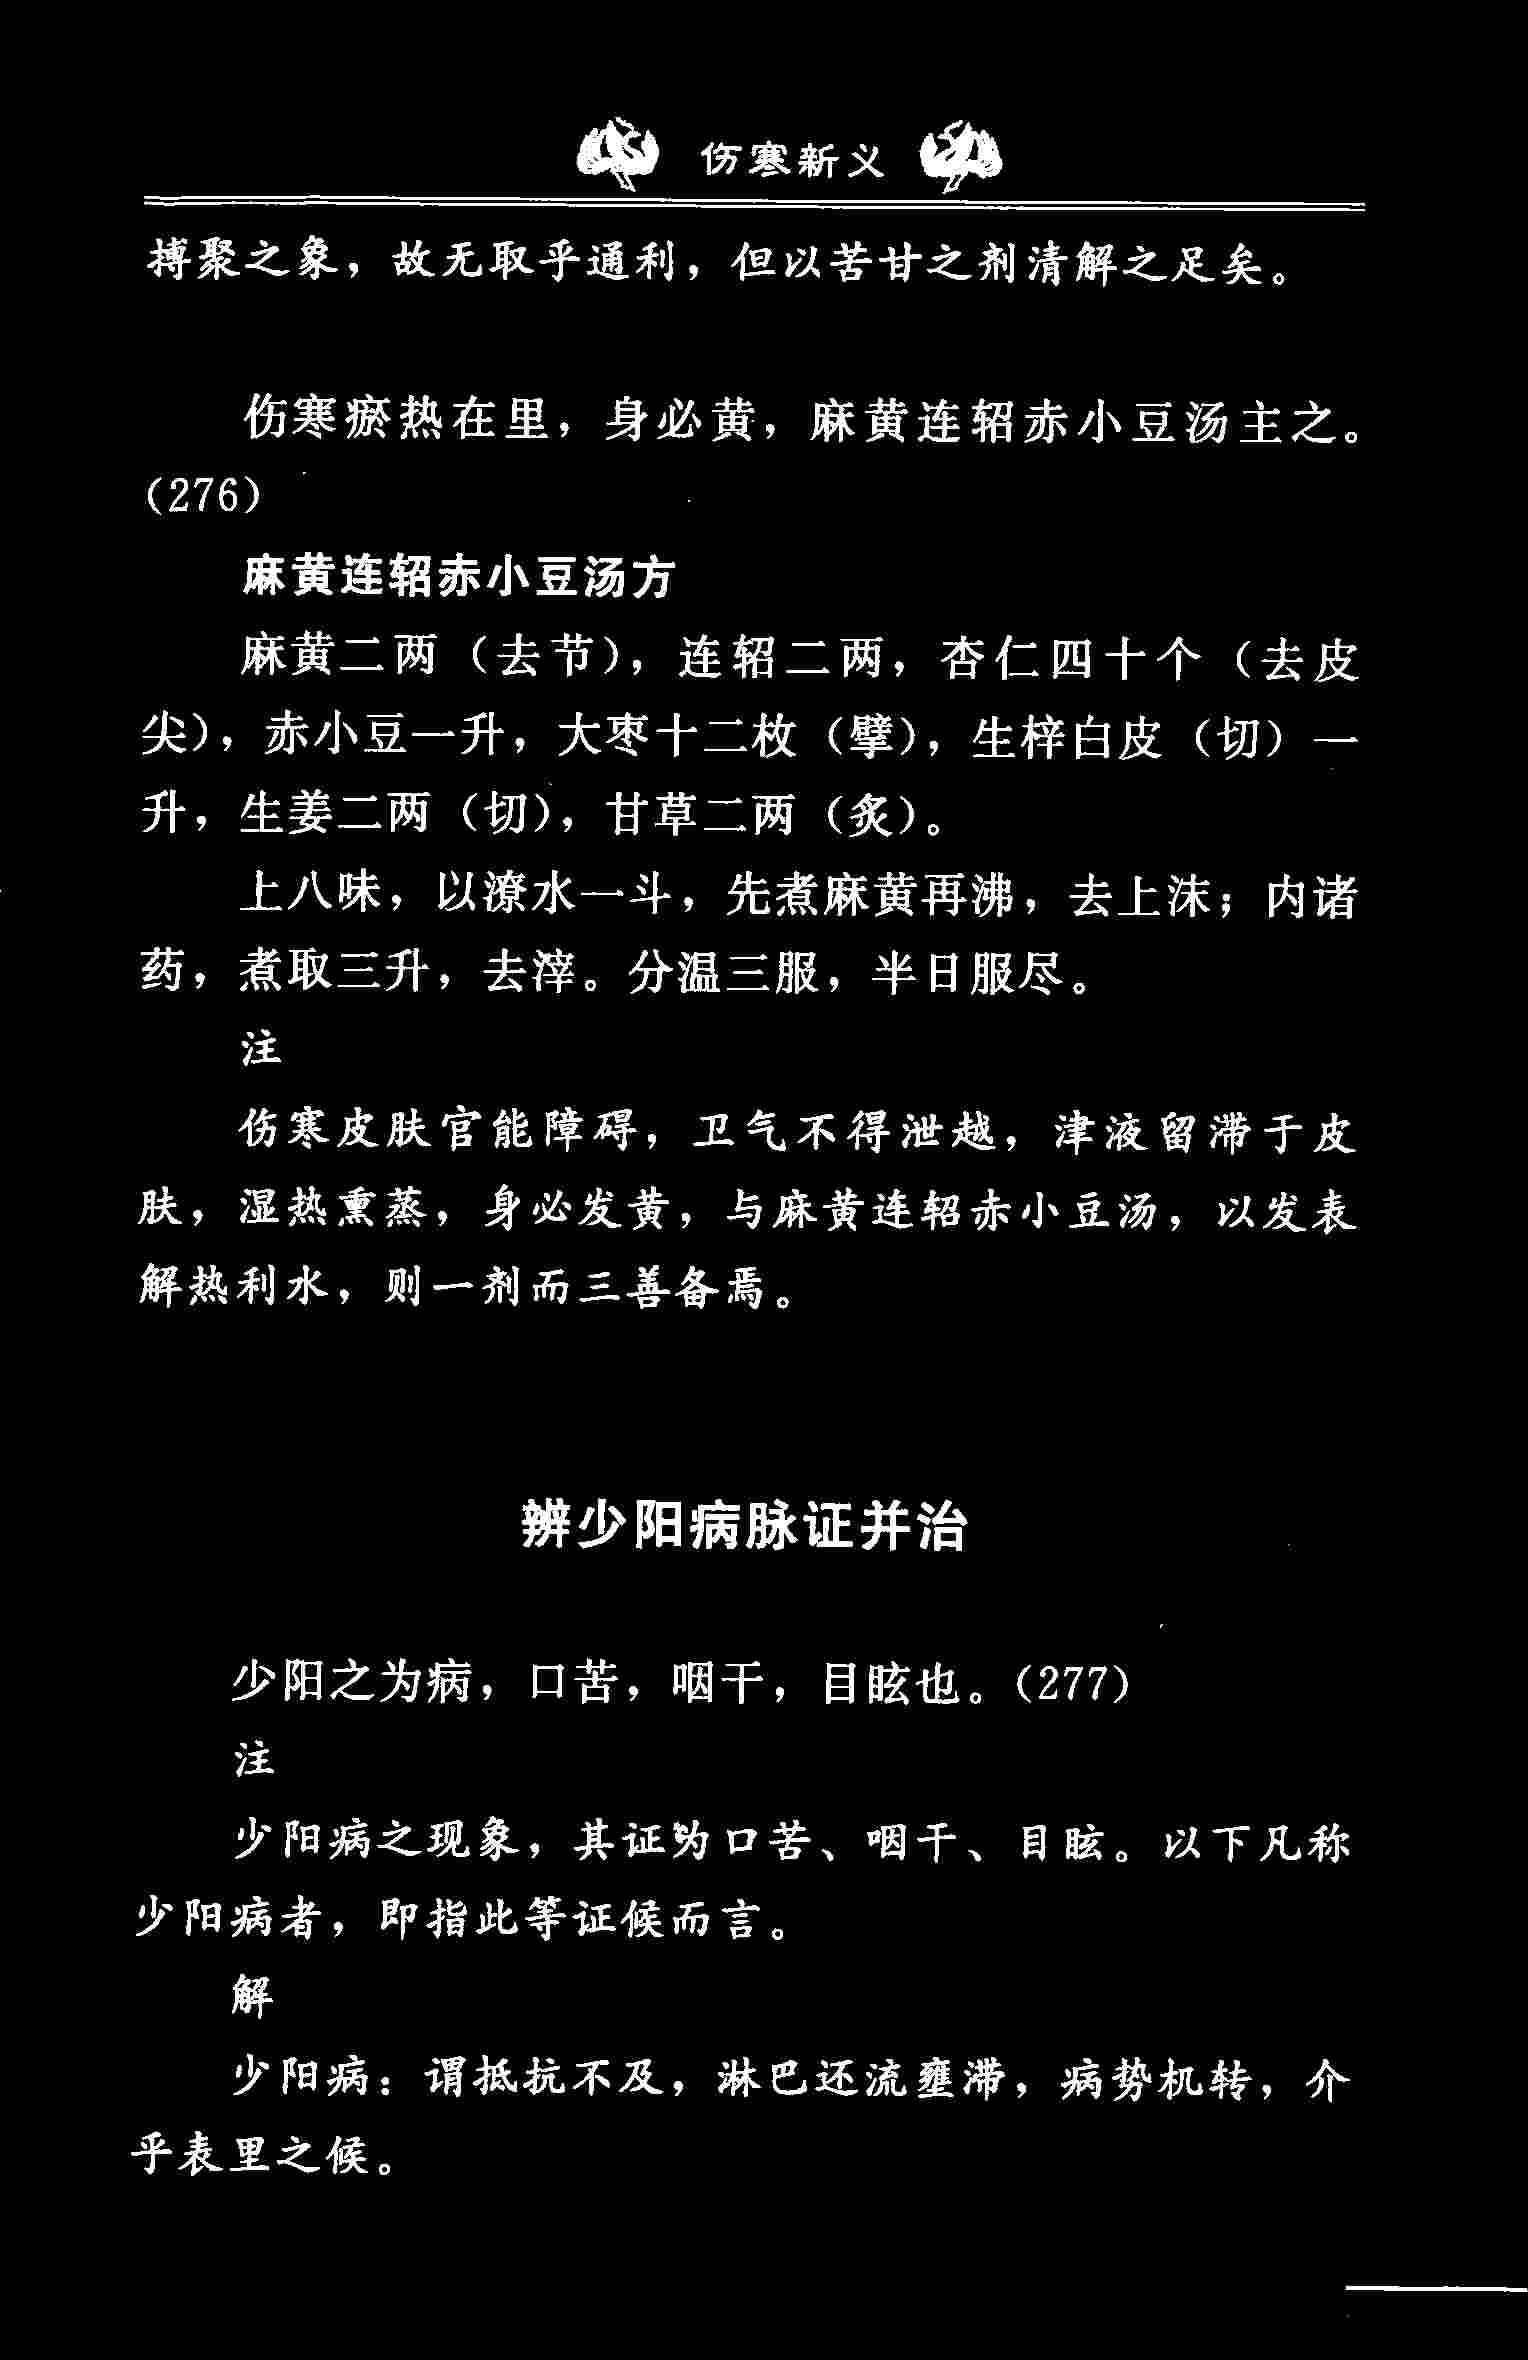 伤寒新义
搏聚之象，故无取乎通利，但以苦甘之剂清解之足矣。
伤寒瘀热在里，身必黄，麻黄连轺赤小豆汤主之。
（276）
麻黄连轺赤小豆汤方
麻黄二两（去节），连轺二两，杏仁四十个（去皮
尖），赤小豆一升，大枣十二枚（擘），生梓白皮（切）一
升，生姜二两（切），甘草二两（炙）。
上八味，以潦水一斗，先煮麻黄再沸，去上沫；内诸
药，煮取三升，去滓。分温三服，半日服尽。
注
伤寒皮肤官能障碍，卫气不得泄越，津液留滞于皮
肤，湿热熏蒸，身必发黄，与麻黄连轺赤小豆汤，以发表
解热利水，则一剂而三善备焉。
辨少阳病脉证并治
少阳之为病，口苦，咽干，目眩也。（277）
注
少阳病之现象，其证为口苦、咽干、目眩。以下凡称
少阳病者，即指此等证候而言。
解
少阳病：谓抵抗不及，淋巴还流壅滞，病势机转，介
乎表里之候。